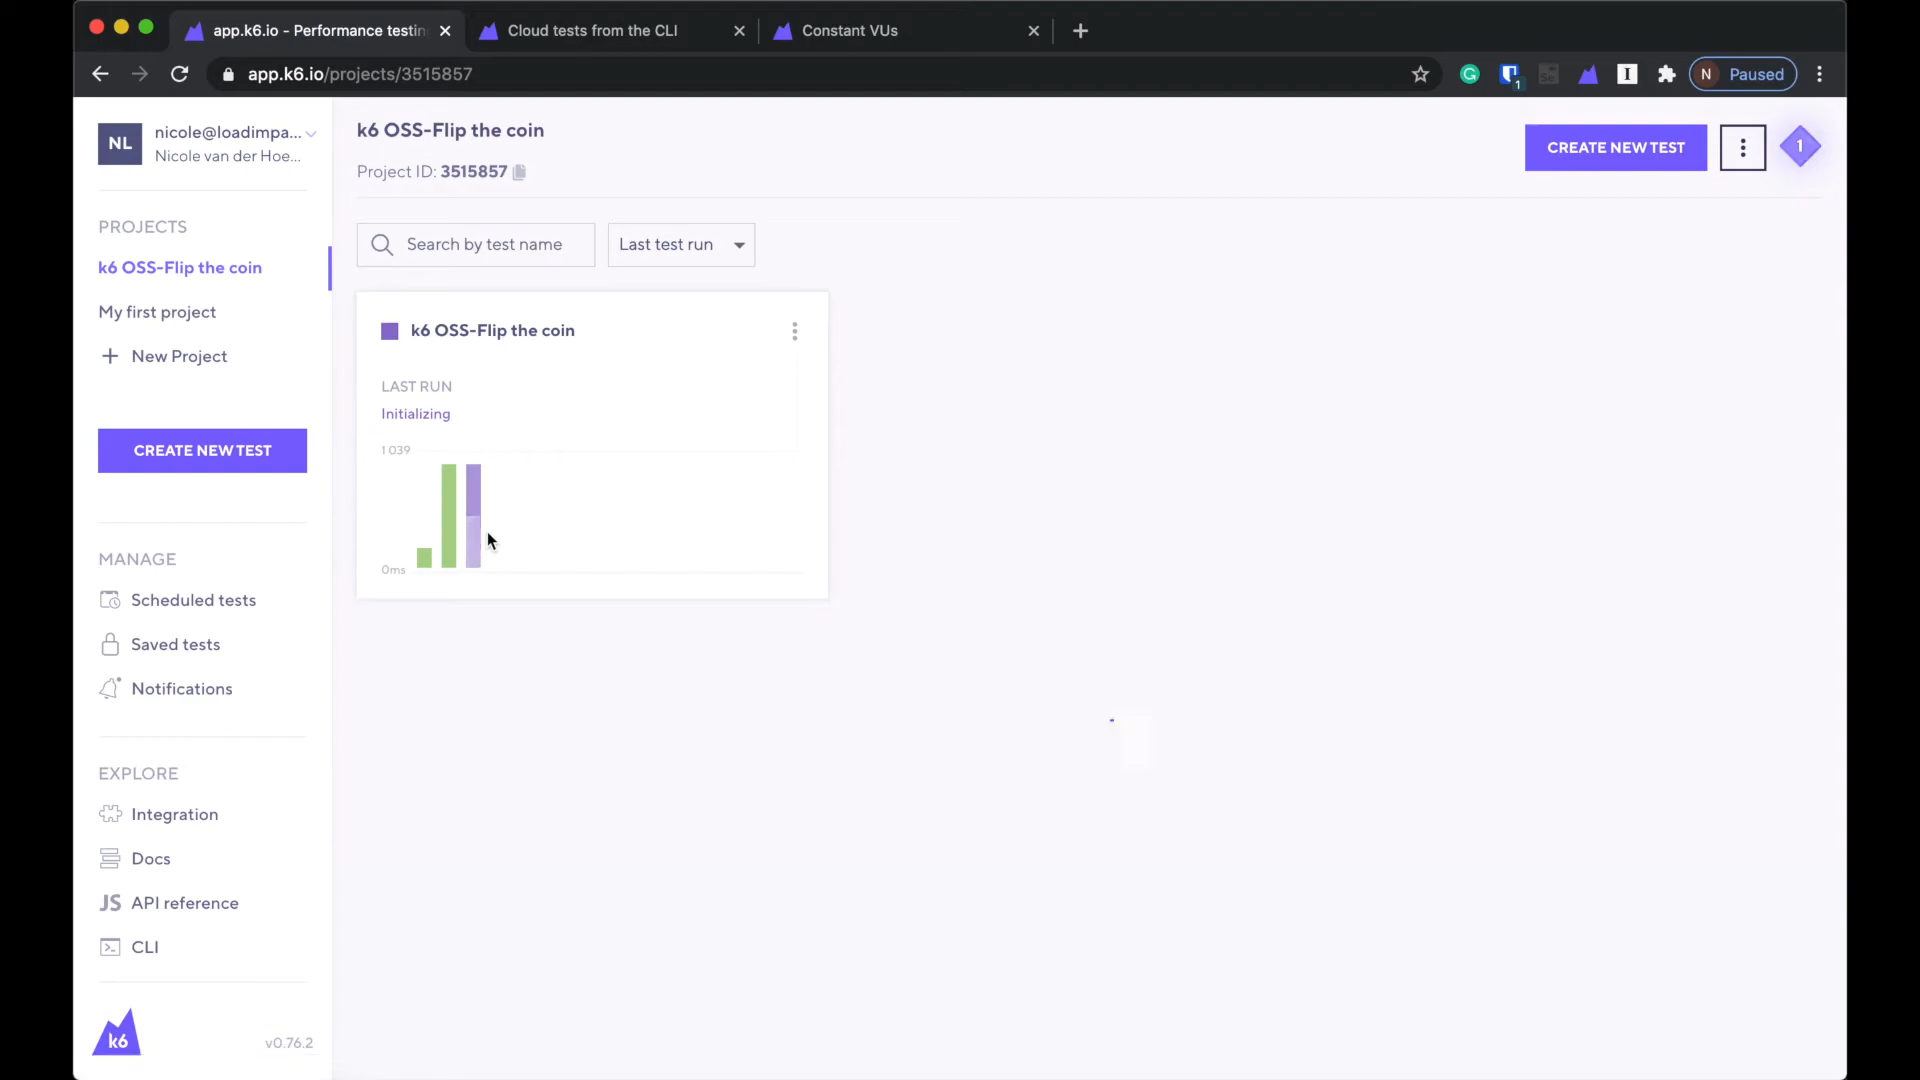 app.k6.io - Performance testin
Cloud tests from the CLI
Constant VUs
app.k6.io/projects/3515857
1
N Paused
NL
nicole@loadimpa...
Nicole van der Hoe...
PROJECTS
k6 OSS-Flip the coin
My first project
New Project
CREATE NEW TEST
MANAGE
Scheduled tests
Saved tests
Notifications
EXPLORE
Integration
Docs
JS API reference
CLI
k6
v0.76.2
k6 OSS-Flip the coin
Project ID: 3515857
CREATE NEW TEST
1
Search by test name
Last test run
k6 OSS-Flip the coin
LAST RUN
Initializing
1 039
0ms